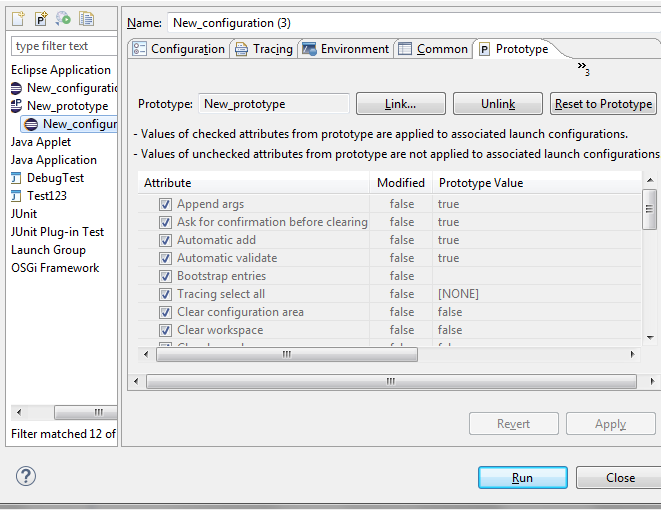 Name: New_configuration (3)
type filter text
Eclipse Application
New_configuratio
New_prototype
New_configur
Java Applet
Java Application
DebugTest
Test123
JUnit
JUnit Plug-in Test
Launch Group
OSGi Framework
Filter matched 12 of
Configuration Tracing Environment Common Prototype
3
Prototype: New_prototype Link... Unlink Reset to Prototype
- Values of checked attributes from prototype are applied to associated launch configurations.
- Values of unchecked attributes from prototype are not applied to associated launch configurations
Attribute Modified Prototype Value
Append args false true
Ask for confirmation before clearing false true
Automatic add false true
Automatic validate false true
Bootstrap entries false
Tracing select all false [NONE]
Clear configuration area false false
Clear workspace false false
Revert Apply
Run Close